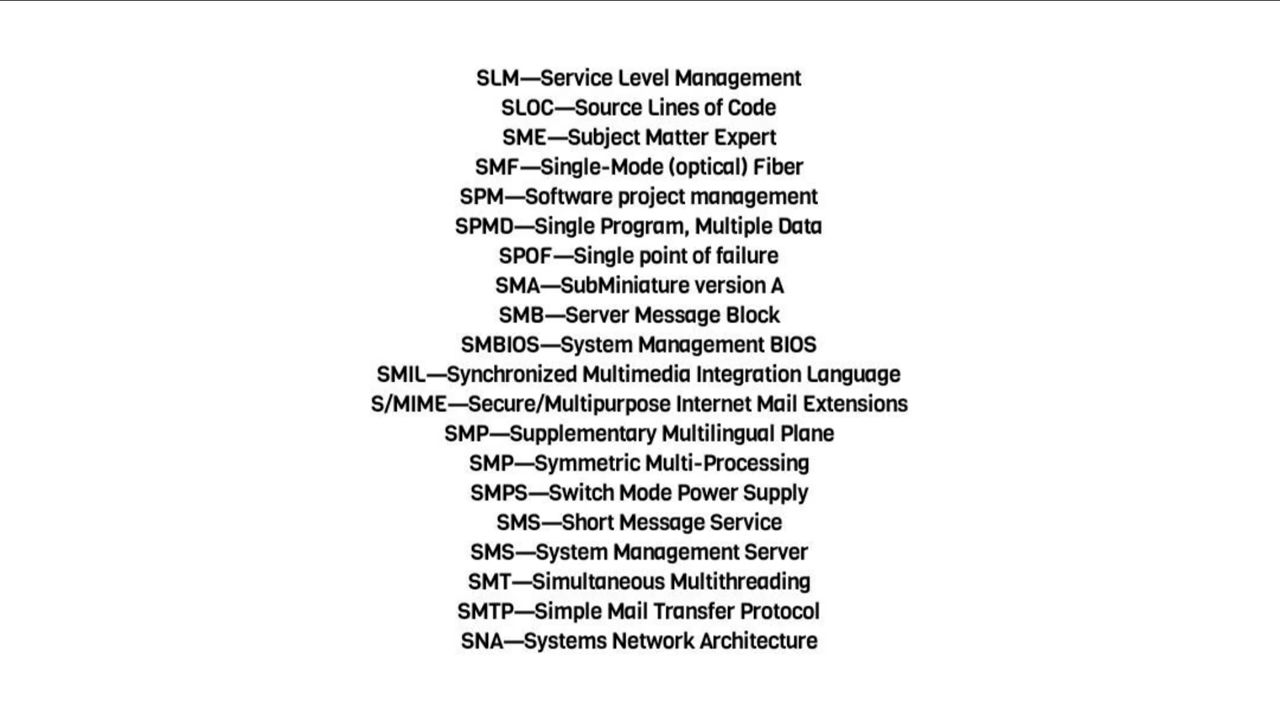 SLM—Service Level Management
SLOC—Source Lines of Code
SME—Subject Matter Expert
SMF—Single-Mode (optical) Fiber
SPM—Software project management
SPMD—Single Program, Multiple Data
SPOF—Single point of failure
SMA—SubMiniature version A
SMB—Server Message Block
SMBIOS—System Management BIOS
SMIL—Synchronized Multimedia Integration Language
S/MIME—Secure/Multipurpose Internet Mail Extensions
SMP—Supplementary Multilingual Plane
SMP—Symmetric Multi-Processing
SMPS—Switch Mode Power Supply
SMS—Short Message Service
SMS—System Management Server
SMT—Simultaneous Multithreading
SMTP—Simple Mail Transfer Protocol
SNA—Systems Network Architecture